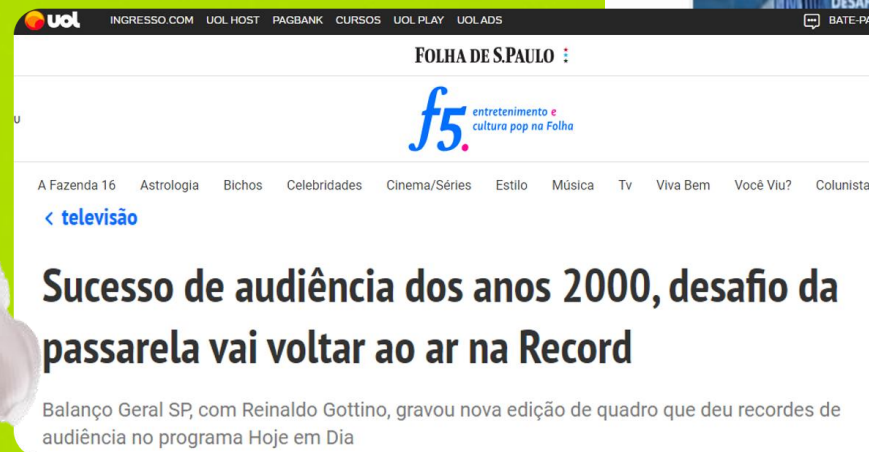 DESAF
uol INGRESSO.COM UOL HOST PAGBANK CURSOS UOL PLAY UOL ADS BATE-PA
FOLHA DE S.PAULO
f5. entretenimento e
cultura pop na Folha
U
A Fazenda 16 Astrologia Bichos Celebridades Cinema/Séries Estilo Música Tv Viva Bem Você Viu? Colunista
< televisão
Sucesso de audiência dos anos 2000, desafio da
passarela vai voltar ao ar na Record
Balanço Geral SP, com Reinaldo Gottino, gravou nova edição de quadro que deu recordes de
audiência no programa Hoje em Dia